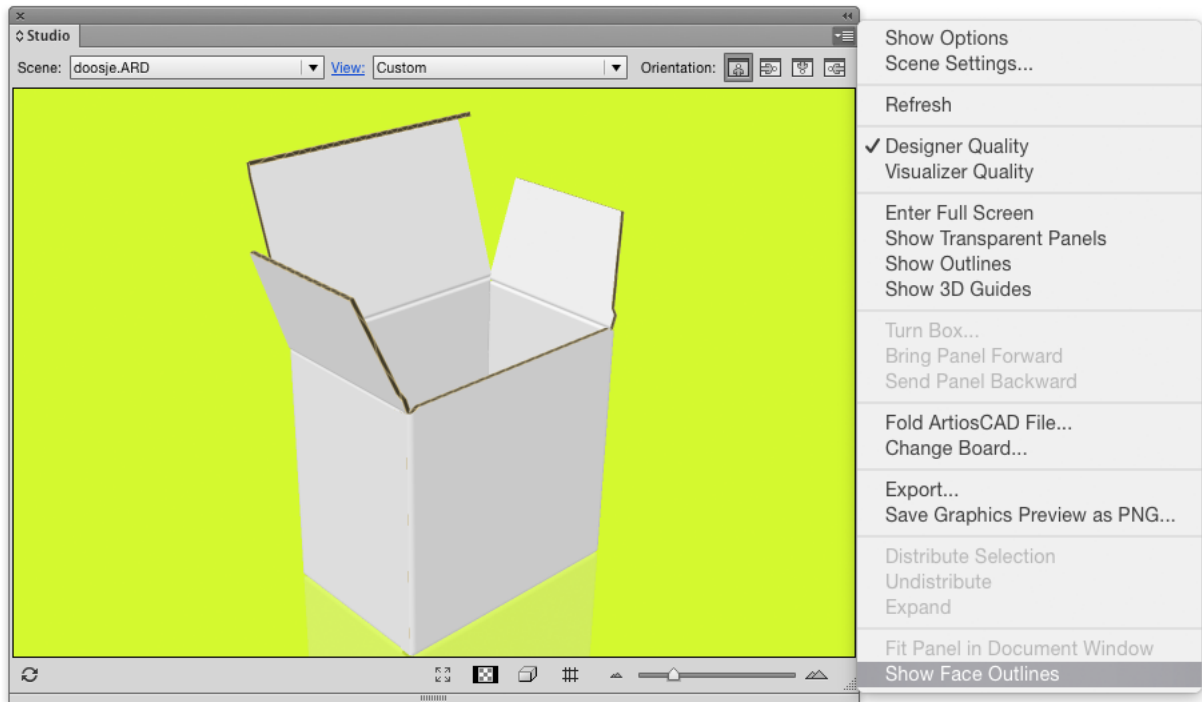 Studio
Scene: doosje.ARD View: Custom Orientation:
Show Options
Scene Settings...
Refresh
Designer Quality
Visualizer Quality
Enter Full Screen
Show Transparent Panels
Show Outlines
Show 3D Guides
Turn Box...
Bring Panel Forward
Send Panel Backward
Fold ArtiosCAD File...
Change Board...
Export...
Save Graphics Preview as PNG...
Distribute Selection
Undistribute
Expand
Fit Panel in Document Window
Show Face Outlines